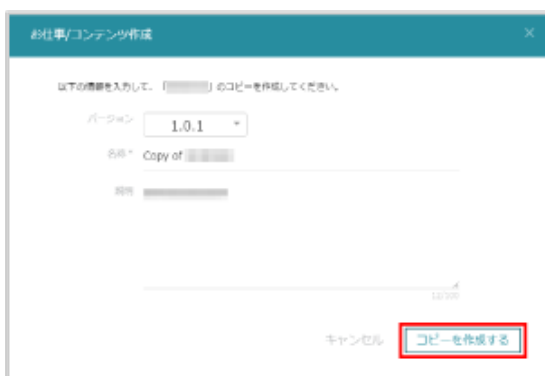 お仕事/コンテンツ作成
以下の情報を入力して、「 」のコピーを作成してください。
バージョン
1.0.1
名称*
Copy of
説明
キャンセル
コピーを作成する